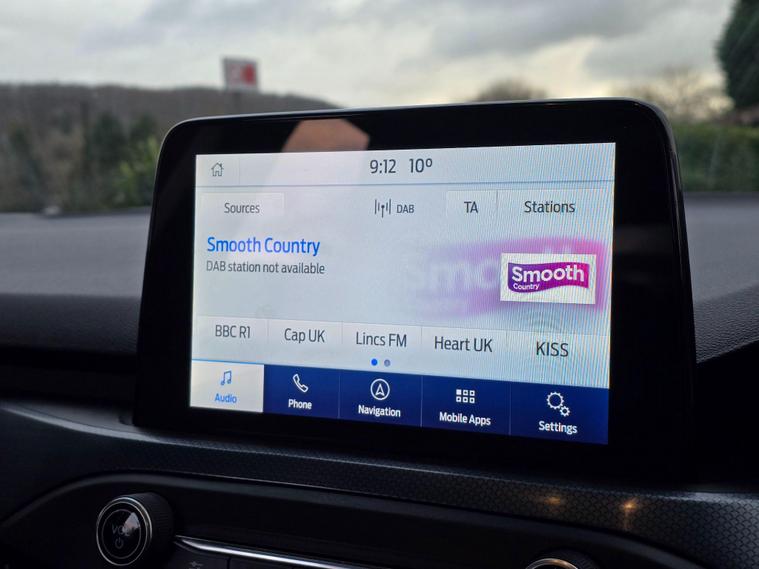 9:12 10°
Sources DAB TA Stations
Smooth Country
DAB station not available
Smooth
Country
BBC R1 Cap UK Lincs FM Heart UK KISS
Audio Phone Navigation Mobile Apps Settings
VOL